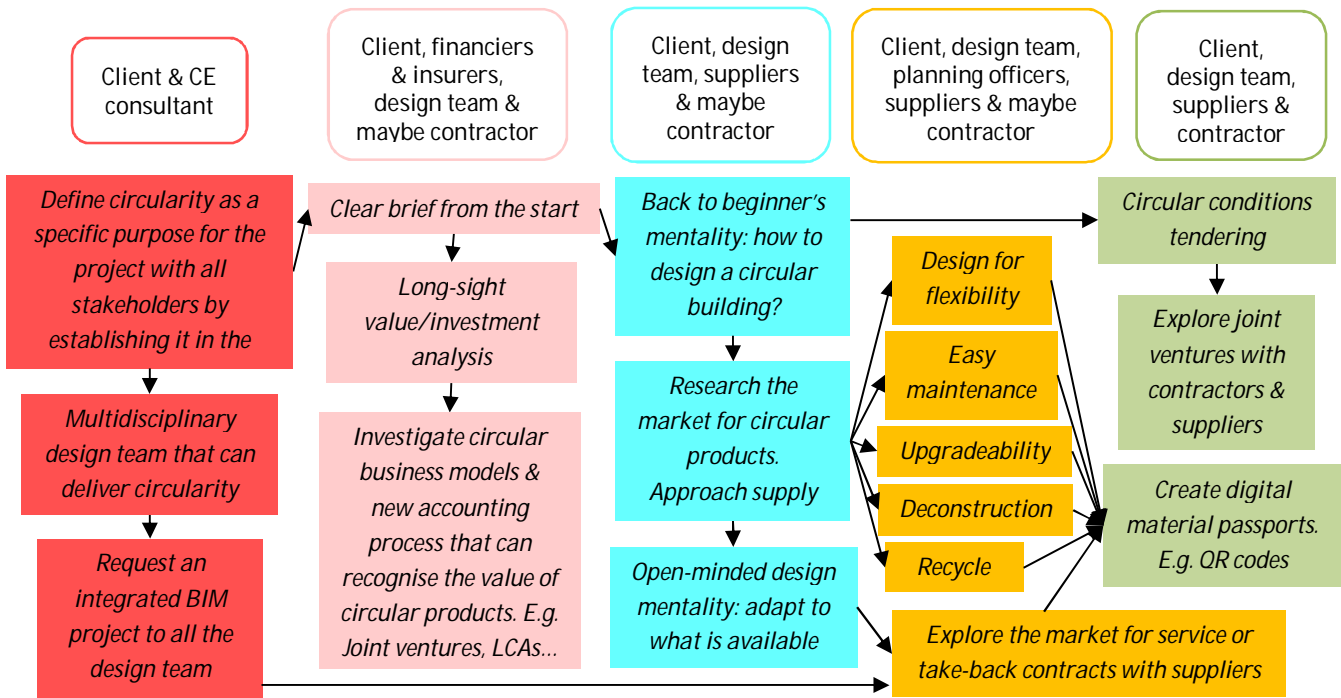 Client & CE
consultant
Client, financiers
& insurers,
design team &
maybe contractor
Client, design
team, suppliers
& maybe
contractor
Client, design team,
planning officers,
suppliers & maybe
contractor
Client,
design team,
suppliers &
contractor
Define circularity as a
specific purpose for the
project with all
stakeholders by
establishing it in the
Multidisciplinary
design team that can
deliver circularity
Request an
integrated BIM
project to all the
design team
Clear brief from the start
Long-sight
value/investment
analysis
Investigate circular
business models &
new accounting
process that can
recognise the value of
circular products. E.g.
Joint ventures, LCAs...
Back to beginner’s
mentality: how to
design a circular
building?
Research the
market for circular
products.
Approach supply
Open-minded design
mentality: adapt to
what is available
Design for
flexibility
Easy
maintenance
Upgradeability
Deconstruction
Recycle
Explore the market for service or
take-back contracts with suppliers
Circular conditions
tendering
Explore joint
ventures with
contractors &
suppliers
Create digital
material passports.
E.g. QR codes